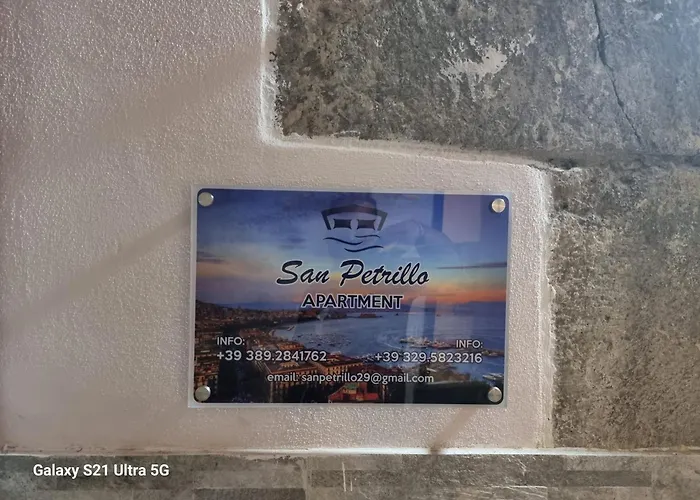 San Petrillo
APARTMENT
INFO:
+39 389.2841762
INFO:
+39 329.5823216
email: sanpetrillo29@gmail.com
Galaxy S21 Ultra 5G